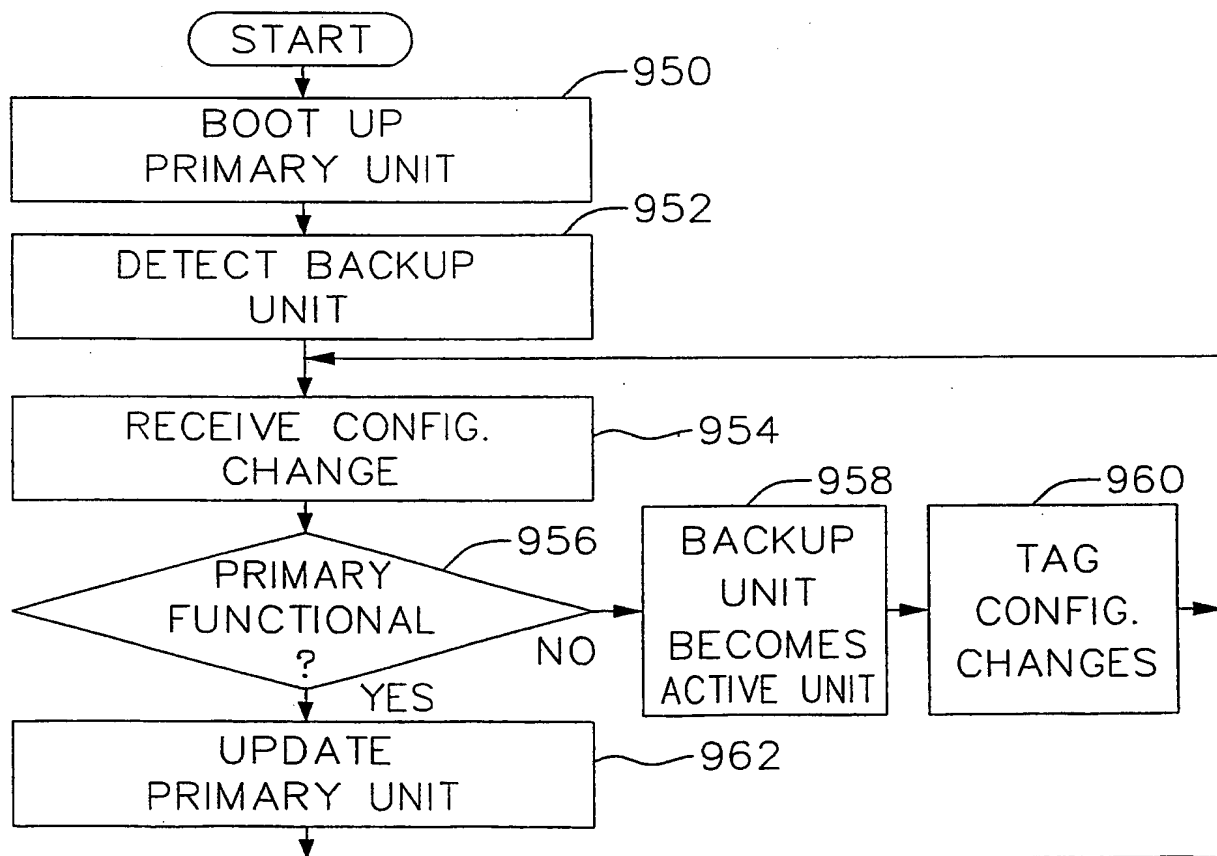 START
950
BOOT UP
PRIMARY UNIT
952
DETECT BACKUP
UNIT
RECEIVE CONFIG.
CHANGE
954
PRIMARY
FUNCTIONAL
?
956
NO
YES
958
BACKUP
UNIT
BECOMES
ACTIVE UNIT
960
TAG
CONFIG.
CHANGES
UPDATE
PRIMARY UNIT
962